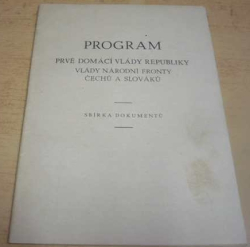 PROGRAM
PRVÉ DOMÁCÍ VLÁDY REPUBLIKY
VLÁDY NÁRODNÍ FRONTY
ČECHŮ A SLOVÁKŮ
SBÍRKA DOKUMENTŮ